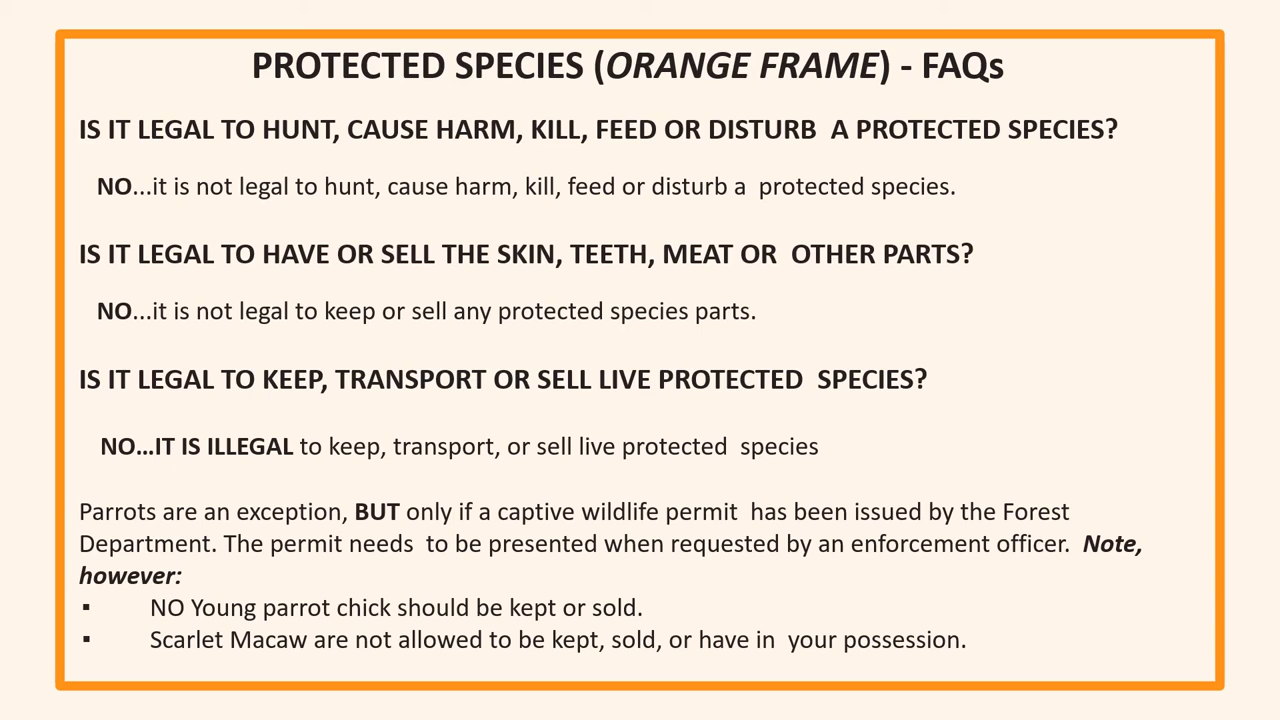 PROTECTED SPECIES (ORANGE FRAME) - FAQs
IS IT LEGAL TO HUNT, CAUSE HARM, KILL, FEED OR DISTURB A PROTECTED SPECIES?
NO...it is not legal to hunt, cause harm, kill, feed or disturb a protected species.
IS IT LEGAL TO HAVE OR SELL THE SKIN, TEETH, MEAT OR OTHER PARTS?
NO...it is not legal to keep or sell any protected species parts.
IS IT LEGAL TO KEEP, TRANSPORT OR SELL LIVE PROTECTED SPECIES?
NO...IT IS ILLEGAL to keep, transport, or sell live protected species
Parrots are an exception, BUT only if a captive wildlife permit has been issued by the Forest
Department. The permit needs to be presented when requested by an enforcement officer. Note,
however:
▪ NO Young parrot chick should be kept or sold.
▪ Scarlet Macaw are not allowed to be kept, sold, or have in your possession.